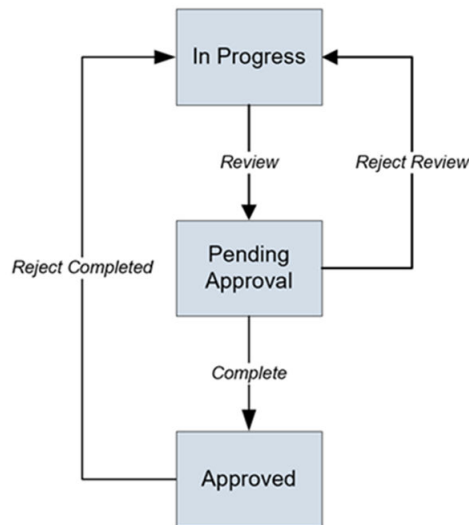 In Progress
Review
Reject Review
Pending
Approval
Reject Completed
Complete
Approved